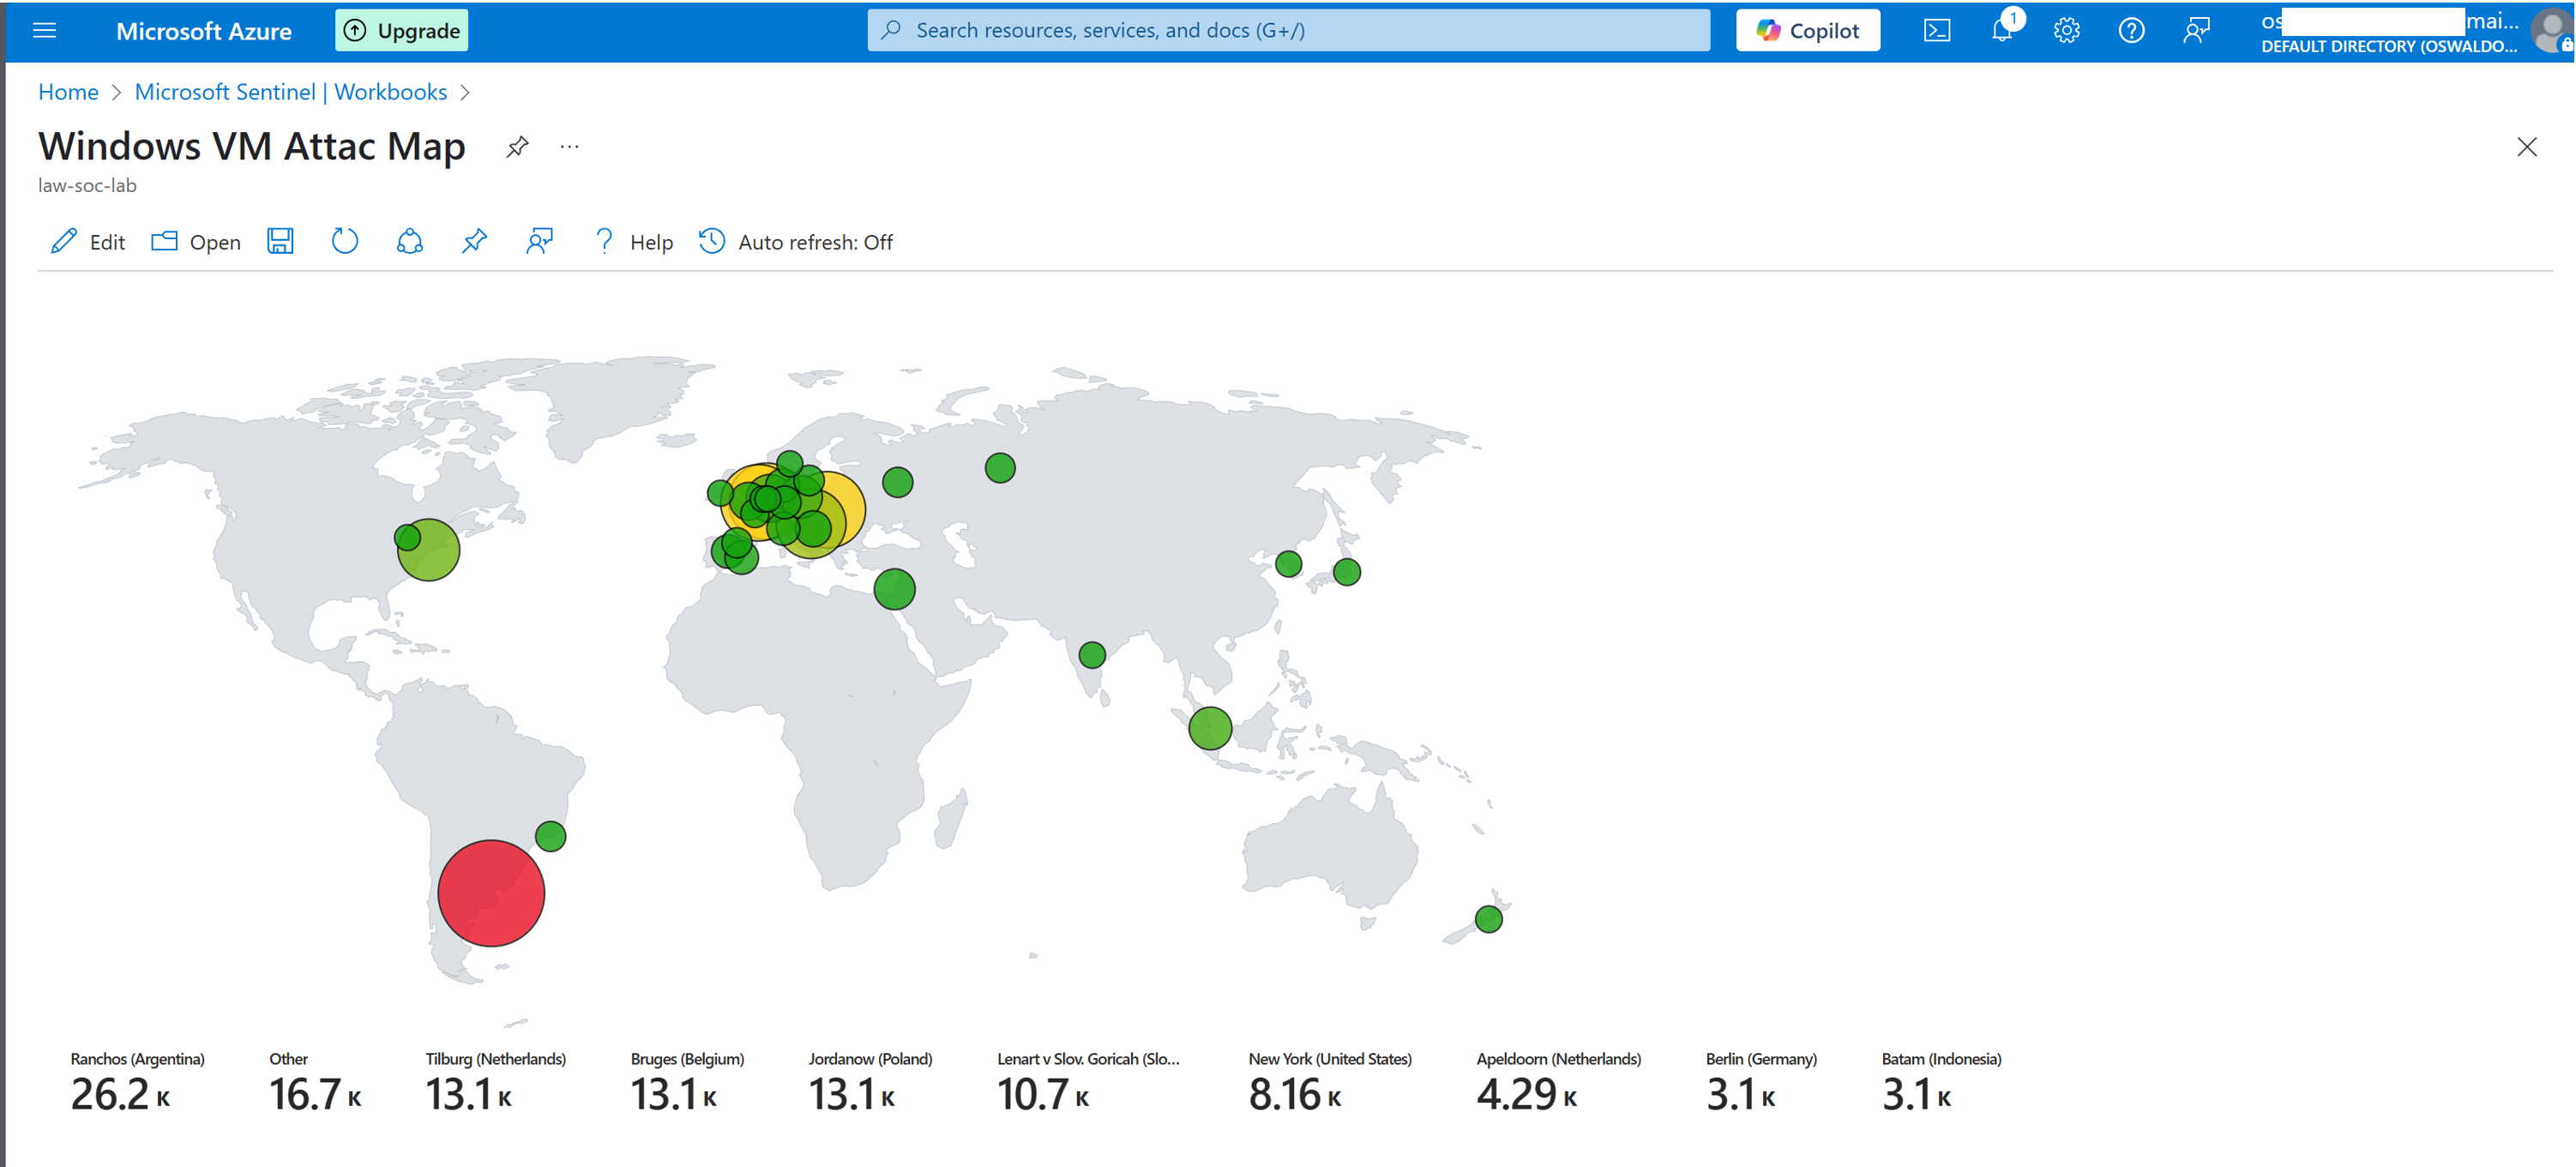 Microsoft Azure
Upgrade
Search resources, services, and docs (G+/)
Copilot
1
os mai...
DEFAULT DIRECTORY (OSWALDO...
Home > Microsoft Sentinel | Workbooks >
Windows VM Attac Map
law-soc-lab
Edit Open Help Auto refresh: Off
Ranchos (Argentina)
26.2 K
Other
16.7 K
Tilburg (Netherlands)
13.1 K
Bruges (Belgium)
13.1 K
Jordanow (Poland)
13.1 K
Lenart v Slov. Goricah (Slo...
10.7 K
New York (United States)
8.16 K
Apeldoorn (Netherlands)
4.29 K
Berlin (Germany)
3.1 K
Batam (Indonesia)
3.1 K